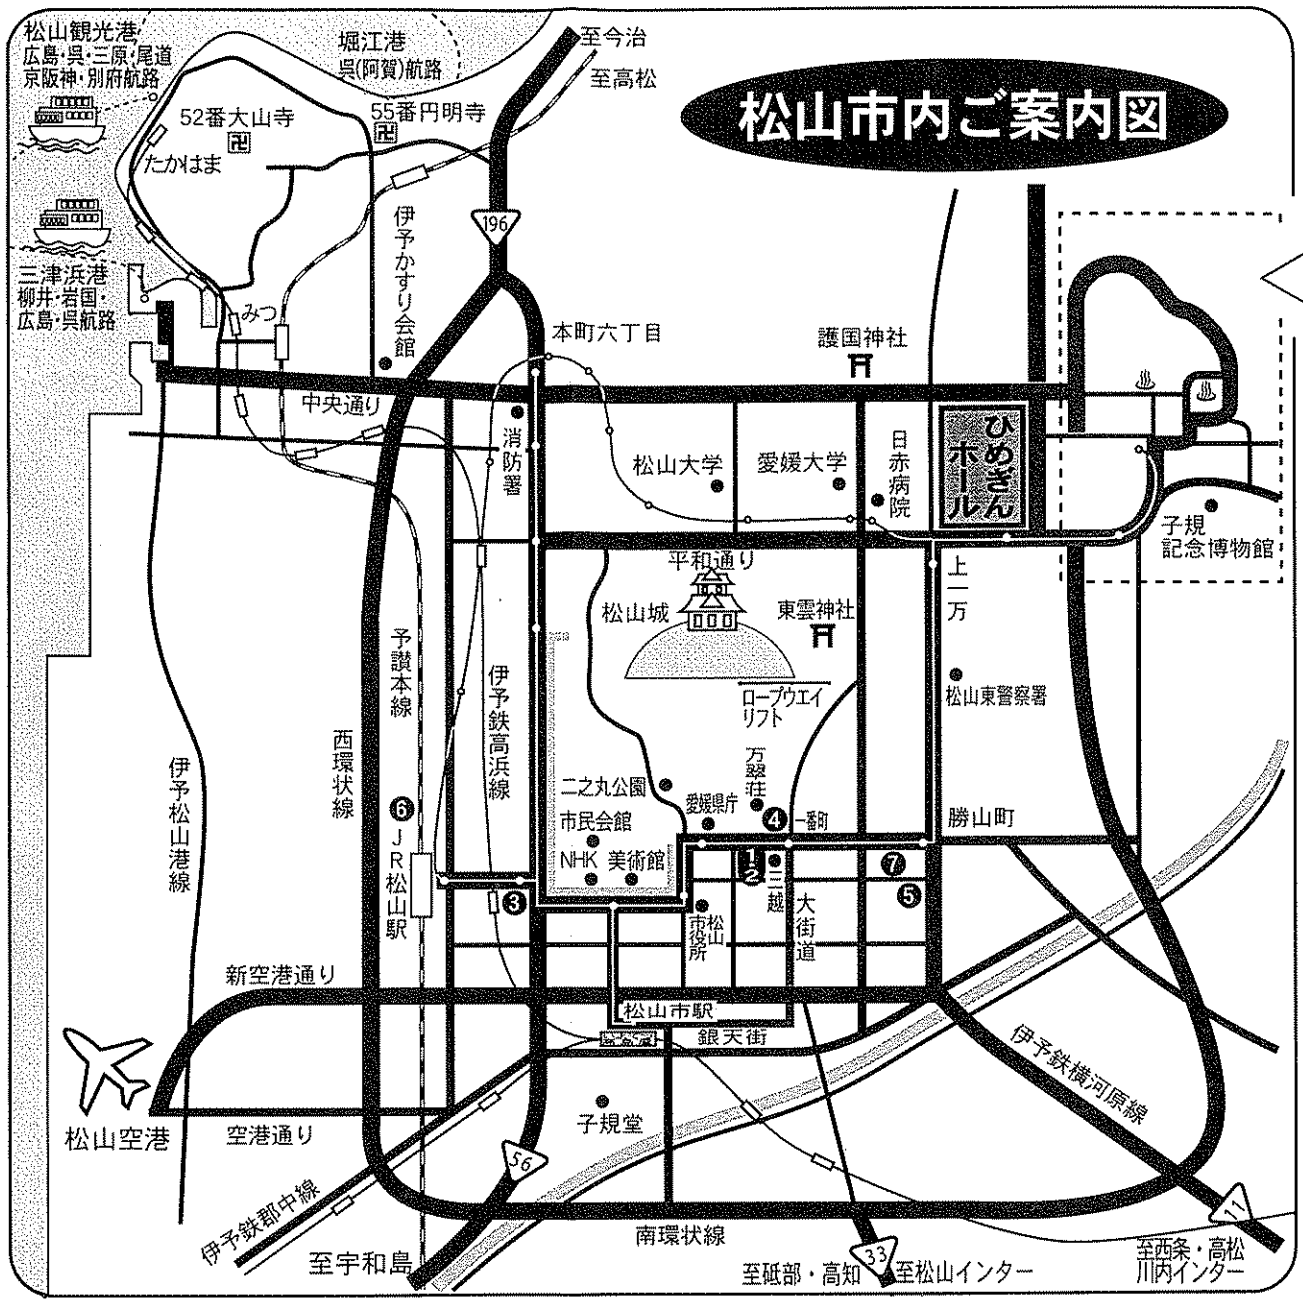 松山市内ご案内図
松山観光港
広島・呉・三原・尾道
京阪神・別府航路
堀江港
呉(阿賀)航路
至今治
至高松
52番大山寺
卍
55番円明寺
卍
たかはま
196
三津浜港
柳井・岩国・
広島・呉航路
みつ
伊予かすり会館
本町六丁目
護国神社
中央通り
消防署
松山大学
愛媛大学
日赤病院
ひめぎん
ホール
子規
記念博物館
平和通り
松山城
東雲神社
上一万
ロープウエイ
リフト
松山東警察署
予讃本線
伊予鉄高浜線
西環状線
伊予松山港線
二之丸公園
万翠荘
愛媛県庁
市民会館
NHK
美術館
4
一番町
勝山町
6
JR松山駅
1
2
三越
7
5
3
松山
市役所
大街道
新空港通り
松山市駅
銀天街
伊予鉄横河原線
松山空港
空港通り
子規堂
56
伊予鉄郡中線
南環状線
11
33
至宇和島
至砥部・高知
至松山インター
至西条・高松
川内インター